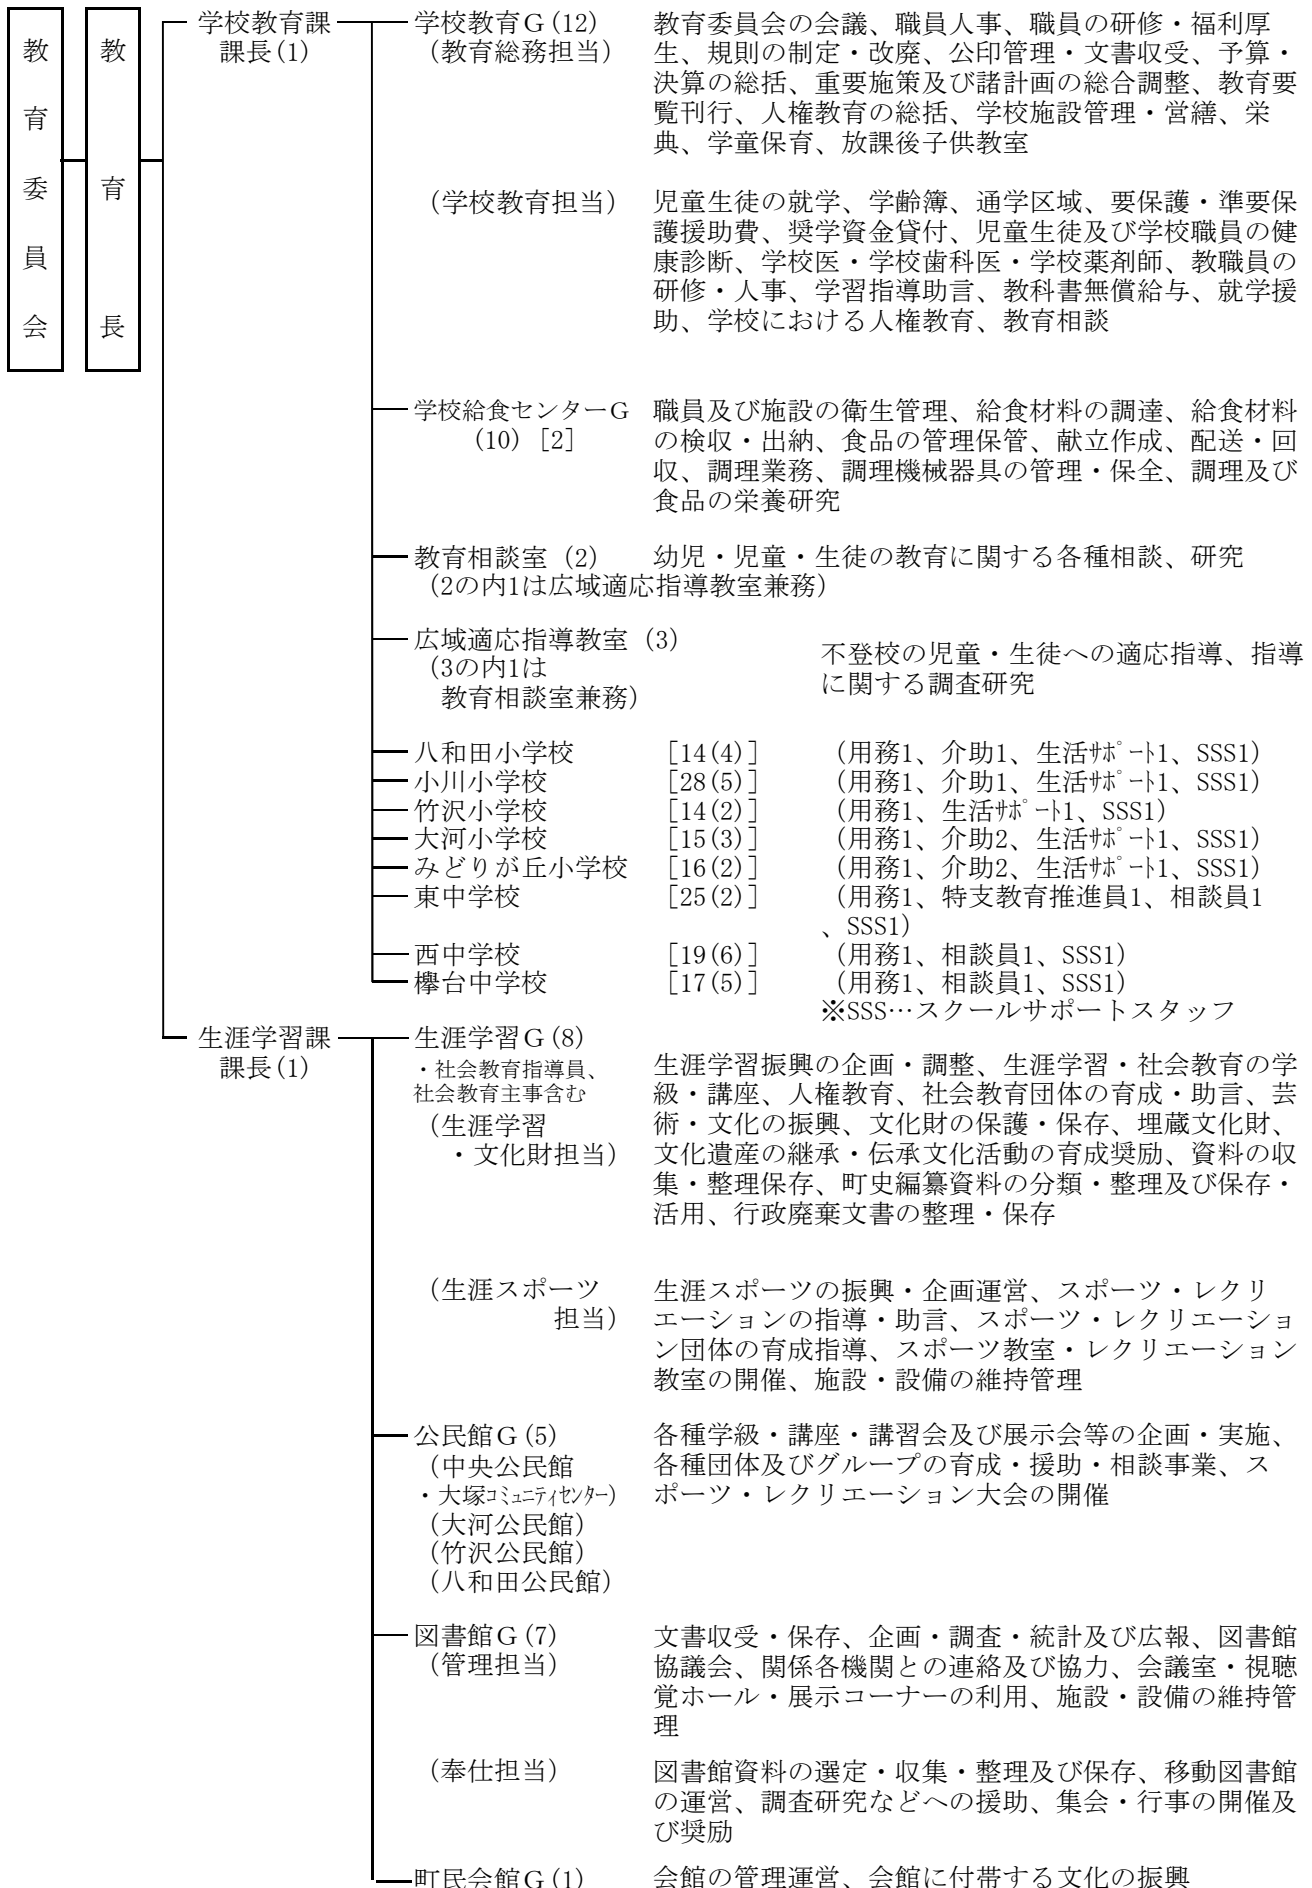 教育委員会
教育長
学校教育課
課長(1)
学校教育G(12)
(教育総務担当)
教育委員会の会議、職員人事、職員の研修・福利厚
生、規則の制定・改廃、公印管理・文書収受、予算・
決算の総括、重要施策及び諸計画の総合調整、教育要
覧刊行、人権教育の総括、学校施設管理・営繕、栄
典、学童保育、放課後子供教室
(学校教育担当)
児童生徒の就学、学齢簿、通学区域、要保護・準要保
護援助費、奨学資金貸付、児童生徒及び学校職員の健
康診断、学校医・学校歯科医・学校薬剤師、教職員の
研修・人事、学習指導助言、教科書無償給与、就学援
助、学校における人権教育、教育相談
学校給食センターG
(10)[2]
職員及び施設の衛生管理、給食材料の調達、給食材料
の検収・出納、食品の管理保管、献立作成、配送・回
収、調理業務、調理機械器具の管理・保全、調理及び
食品の栄養研究
教育相談室(2) 幼児・児童・生徒の教育に関する各種相談、研究
(2の内1は広域適応指導教室兼務)
広域適応指導教室(3)
(3の内1は
教育相談室兼務)
不登校の児童・生徒への適応指導、指導
に関する調査研究
八和田小学校 [14(4)] (用務1、介助1、生活ｻﾎﾟｰﾄ1、SSS1)
小川小学校 [28(5)] (用務1、介助1、生活ｻﾎﾟｰﾄ1、SSS1)
竹沢小学校 [14(2)] (用務1、生活ｻﾎﾟｰﾄ1、SSS1)
大河小学校 [15(3)] (用務1、介助2、生活ｻﾎﾟｰﾄ1、SSS1)
みどりが丘小学校 [16(2)] (用務1、介助2、生活ｻﾎﾟｰﾄ1、SSS1)
東中学校 [25(2)] (用務1、特支教育推進員1、相談員1
、SSS1)
西中学校 [19(6)] (用務1、相談員1、SSS1)
欅台中学校 [17(5)] (用務1、相談員1、SSS1)
※SSS…スクールサポートスタッフ
生涯学習課
課長(1)
生涯学習G(8)
・社会教育指導員、
社会教育主事含む
(生涯学習
・文化財担当)
生涯学習振興の企画・調整、生涯学習・社会教育の学
級・講座、人権教育、社会教育団体の育成・助言、芸
術・文化の振興、文化財の保護・保存、埋蔵文化財、
文化遺産の継承・伝承文化活動の育成奨励、資料の収
集・整理保存、町史編纂資料の分類・整理及び保存・
活用、行政廃棄文書の整理・保存
(生涯スポーツ
担当)
生涯スポーツの振興・企画運営、スポーツ・レクリ
エーションの指導・助言、スポーツ・レクリエーショ
ン団体の育成指導、スポーツ教室・レクリエーション
教室の開催、施設・設備の維持管理
公民館G(5)
(中央公民館
・大塚ｺﾐｭﾆﾃｨｾﾝﾀｰ)
(大河公民館)
(竹沢公民館)
(八和田公民館)
各種学級・講座・講習会及び展示会等の企画・実施、
各種団体及びグループの育成・援助・相談事業、ス
ポーツ・レクリエーション大会の開催
図書館G(7)
(管理担当)
文書収受・保存、企画・調査・統計及び広報、図書館
協議会、関係各機関との連絡及び協力、会議室・視聴
覚ホール・展示コーナーの利用、施設・設備の維持管
理
(奉仕担当)
図書館資料の選定・収集・整理及び保存、移動図書館
の運営、調査研究などへの援助、集会・行事の開催及
び奨励
町民会館G(1) 会館の管理運営、会館に付帯する文化の振興